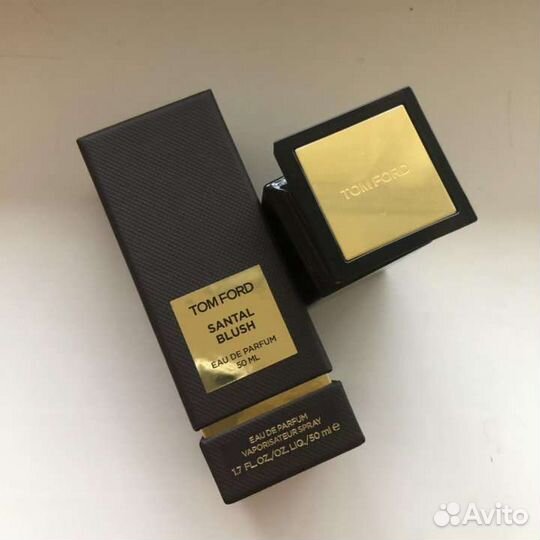 TOM FORD
TOM FORD
SANTAL
BLUSH
EAU DE PARFUM
50 ML
EAU DE PARFUM
VAPORISATEUR SPRAY
1.7 FL.OZ./OZ. LIQ./50 ml e
Avito